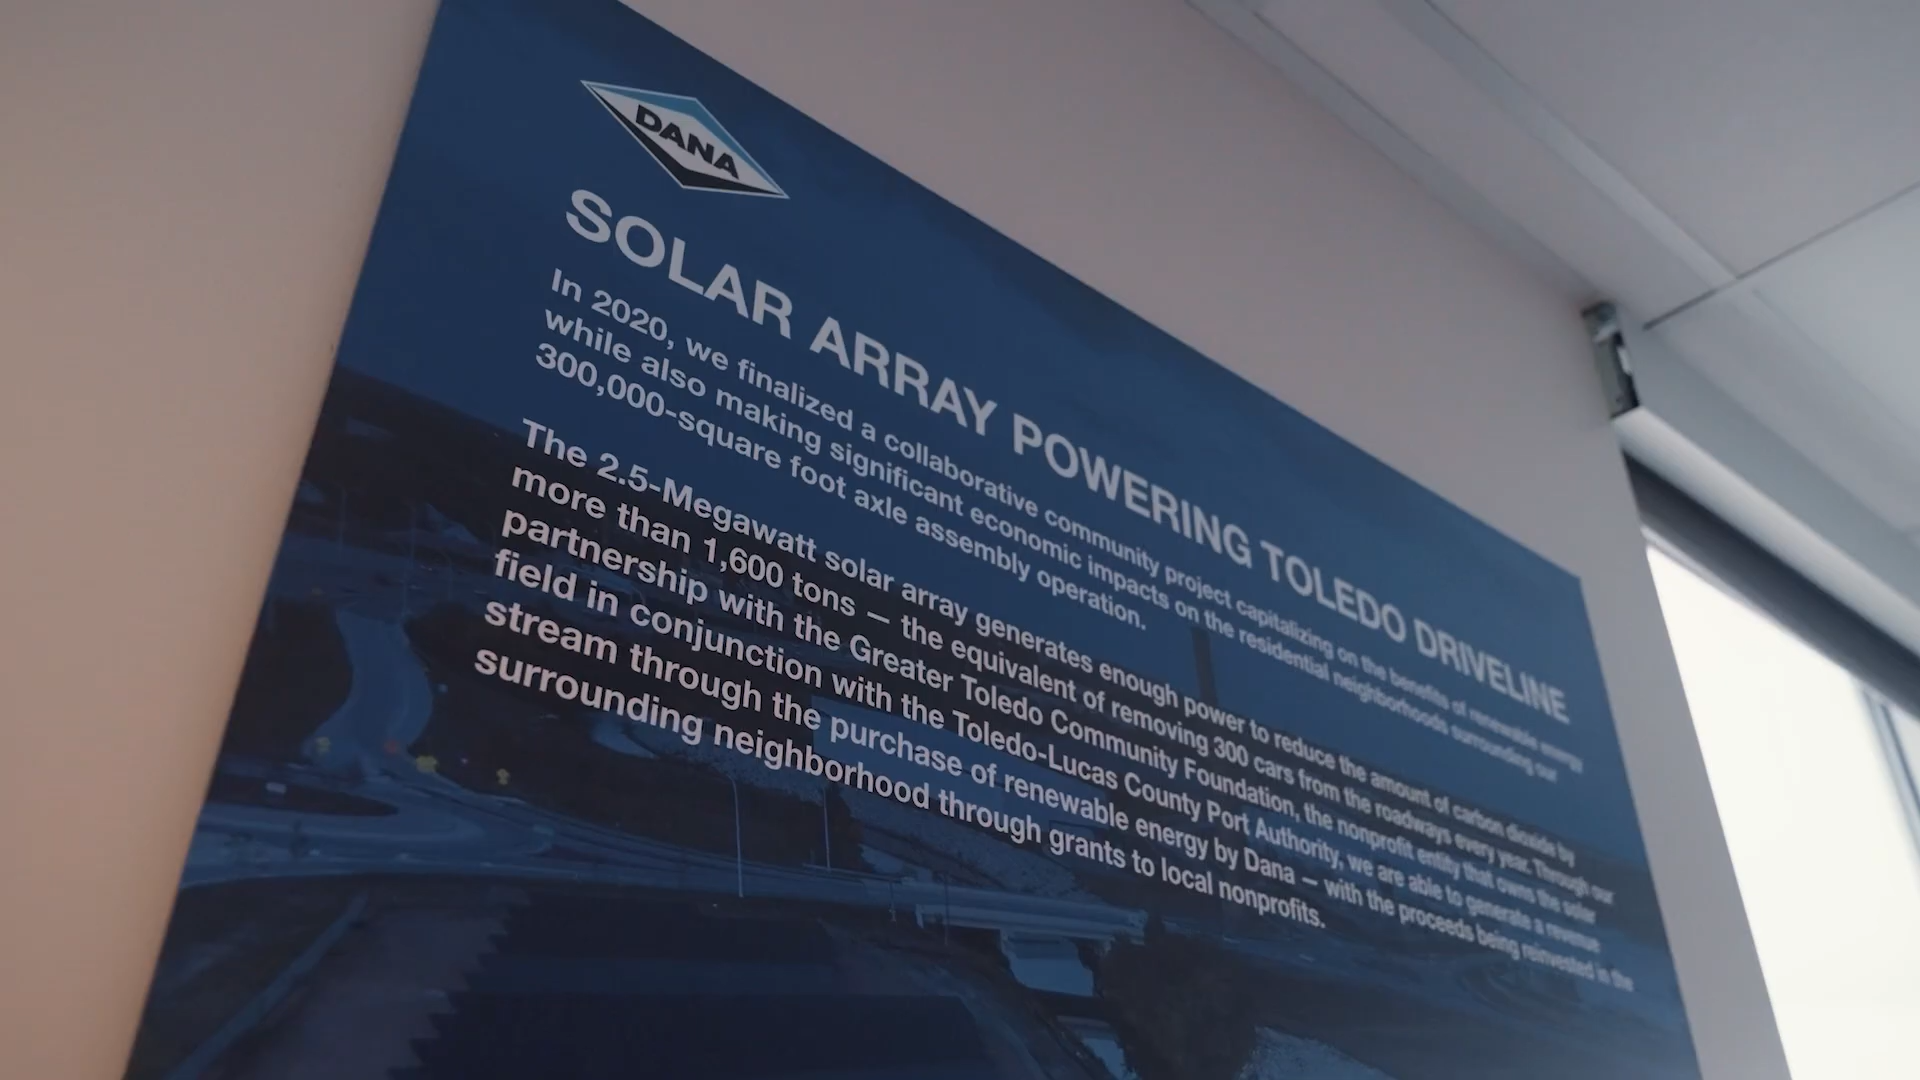 DANA
SOLAR ARRAY POWERING TOLEDO DRIVELINE
In 2020, we finalized a collaborative community project capitalizing on the benefits of renewable energy
while also making significant economic impacts on the residential neighborhoods surrounding our
300,000-square foot axle assembly operation.
The 2.5-Megawatt solar array generates enough power to reduce the amount of carbon dioxide by
more than 1,600 tons — the equivalent of removing 300 cars from the roadways every year. Through our
partnership with the Greater Toledo Community Foundation, the nonprofit entity that owns the solar
field in conjunction with the Toledo-Lucas County Port Authority, we are able to generate a revenue
stream through the purchase of renewable energy by Dana — with the proceeds being reinvested in the
surrounding neighborhood through grants to local nonprofits.